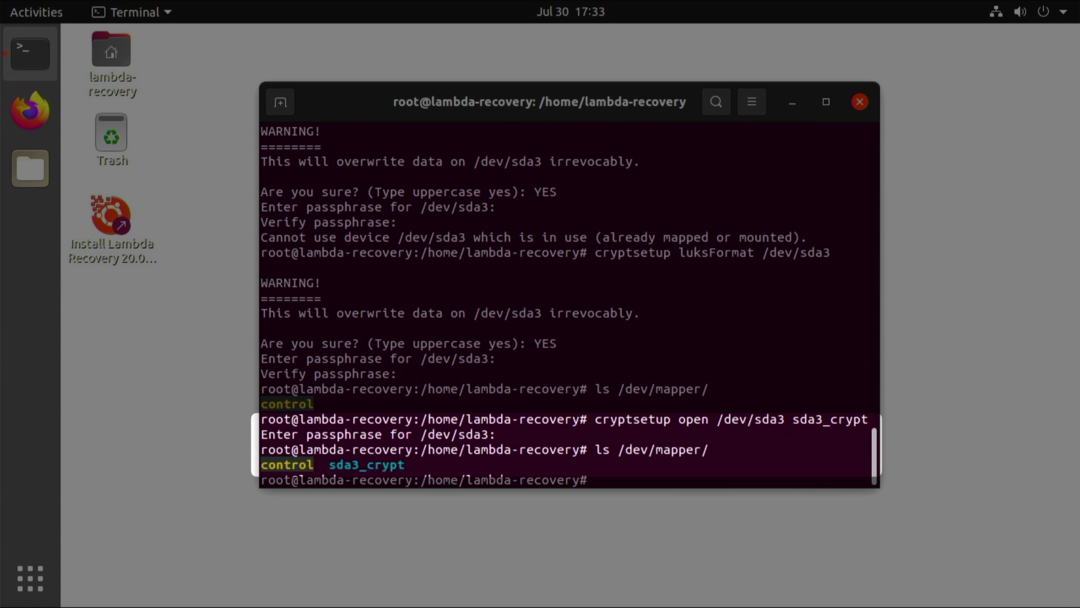 Activities
Terminal
Jul 30 17:33
lambda-
recovery
Trash
Install Lambda
Recovery 20.0...
root@lambda-recovery: /home/lambda-recovery
WARNING!
========
This will overwrite data on /dev/sda3 irrevocably.
Are you sure? (Type uppercase yes): YES
Enter passphrase for /dev/sda3:
Verify passphrase:
Cannot use device /dev/sda3 which is in use (already mapped or mounted).
root@lambda-recovery:/home/lambda-recovery# cryptsetup luksFormat /dev/sda3
WARNING!
========
This will overwrite data on /dev/sda3 irrevocably.
Are you sure? (Type uppercase yes): YES
Enter passphrase for /dev/sda3:
Verify passphrase:
root@lambda-recovery:/home/lambda-recovery# ls /dev/mapper/
control
root@lambda-recovery:/home/lambda-recovery# cryptsetup open /dev/sda3 sda3_crypt
Enter passphrase for /dev/sda3:
root@lambda-recovery:/home/lambda-recovery# ls /dev/mapper/
control sda3_crypt
root@lambda-recovery:/home/lambda-recovery#